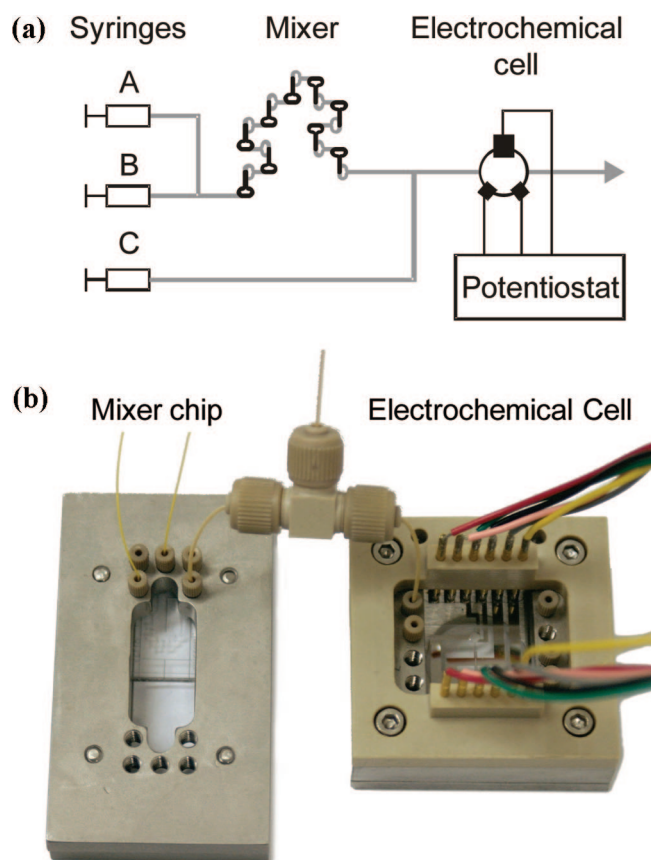 (a) Syringes Mixer Electrochemical
cell
A
B
C
Potentiostat
(b) Mixer chip Electrochemical Cell